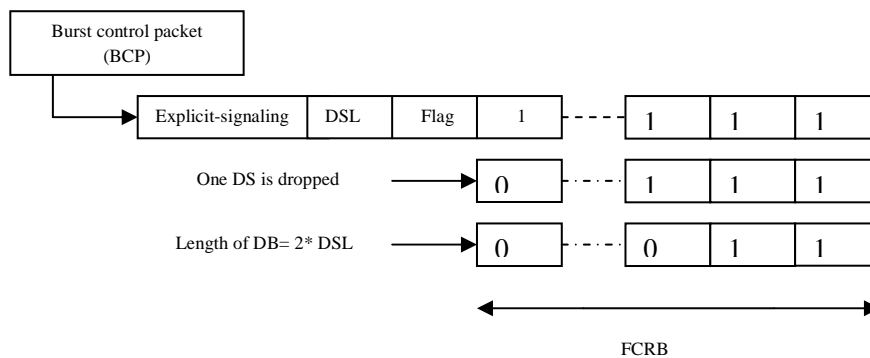 Burst control packet
(BCP)
Explicit-signaling DSL Flag 1 1 1 1
One DS is dropped 0 1 1 1
Length of DB= 2* DSL 0 0 1 1
FCRB